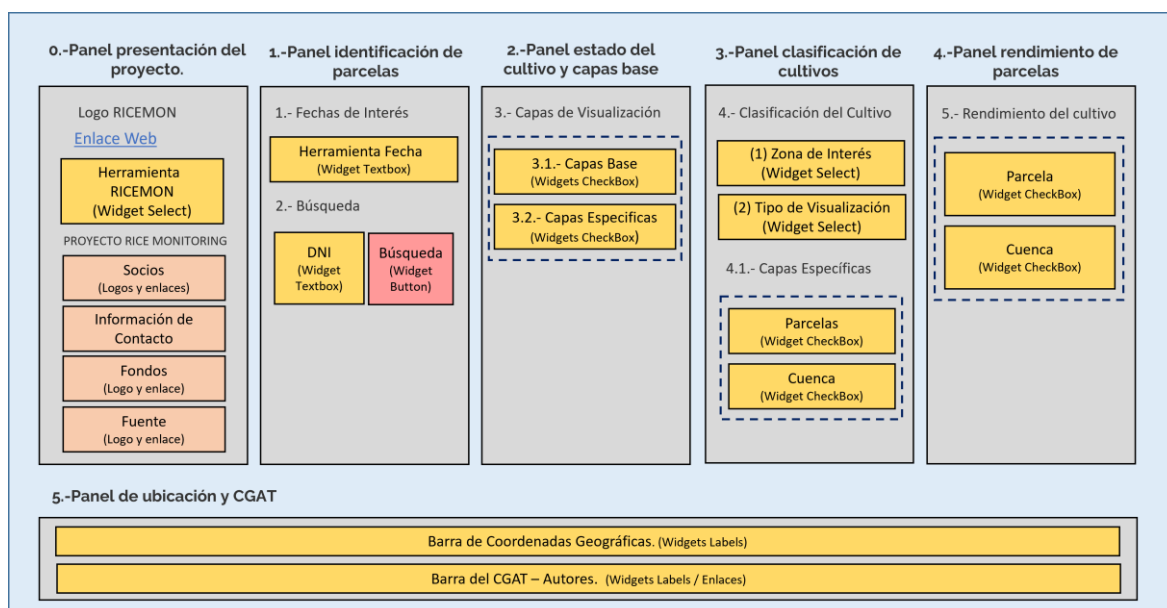 0.-Panel presentación del
proyecto.
Logo RICEMON
Enlace Web
Herramienta
RICEMON
(Widget Select)
PROYECTO RICE MONITORING
Socios
(Logos y enlaces)
Información de
Contacto
Fondos
(Logo y enlace)
Fuente
(Logo y enlace)
1.-Panel identificación de
parcelas
1.- Fechas de Interés
Herramienta Fecha
(Widget Textbox)
2.- Búsqueda
DNI
(Widget
Textbox)
Búsqueda
(Widget
Button)
2.-Panel estado del
cultivo y capas base
3.- Capas de Visualización
3.1.- Capas Base
(Widgets CheckBox)
3.2.- Capas Especificas
(Widgets CheckBox)
3.-Panel clasificación de
cultivos
4.- Clasificación del Cultivo
(1) Zona de Interés
(Widget Select)
(2) Tipo de Visualización
(Widget Select)
4.1.- Capas Específicas
Parcelas
(Widget CheckBox)
Cuenca
(Widget CheckBox)
4.-Panel rendimiento de
parcelas
5.- Rendimiento del cultivo
Parcela
(Widget CheckBox)
Cuenca
(Widget CheckBox)
5.-Panel de ubicación y CGAT
Barra de Coordenadas Geográficas. (Widgets Labels)
Barra del CGAT – Autores. (Widgets Labels / Enlaces)